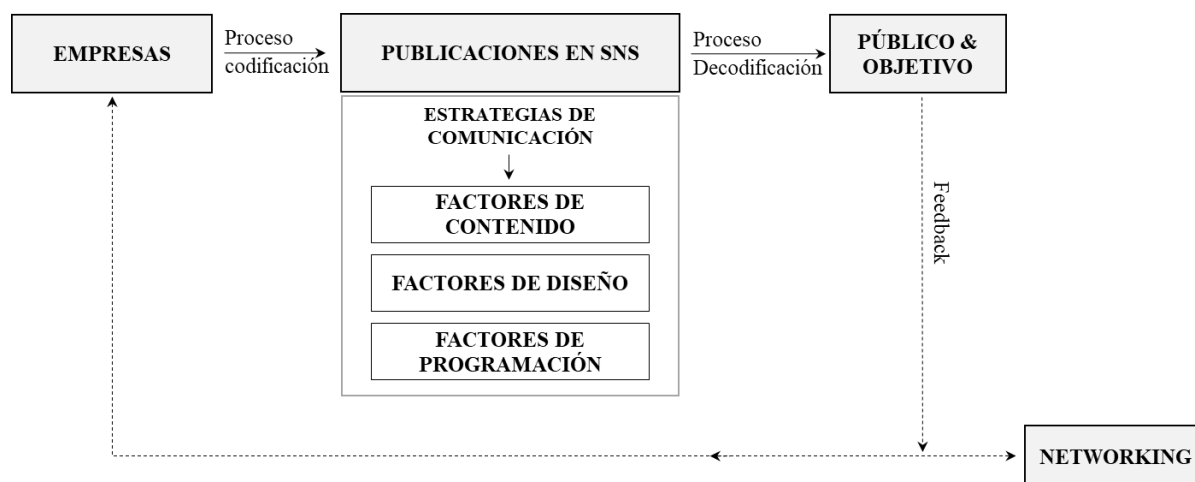 EMPRESAS
Proceso
codificación
PUBLICACIONES EN SNS
Proceso
Decodificación
PÚBLICO &
OBJETIVO
ESTRATEGIAS DE
COMUNICACIÓN
FACTORES DE
CONTENIDO
FACTORES DE DISEÑO
FACTORES DE
PROGRAMACIÓN
Feedback
NETWORKING